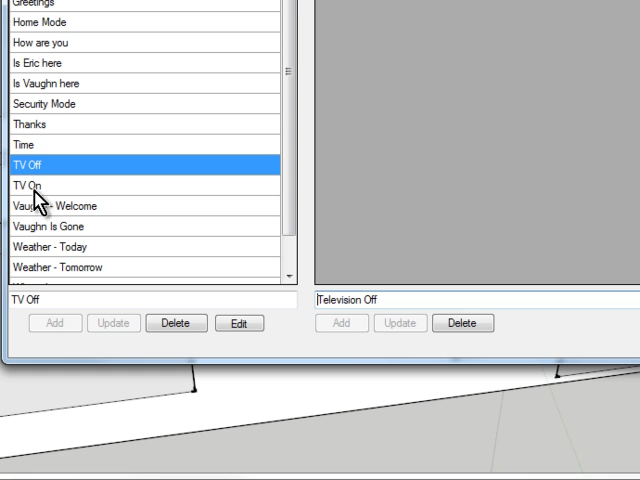 Greetings
Home Mode
How are you
Is Eric here
Is Vaughn here
Security Mode
Thanks
Time
TV Off
TV On
Vaughn - Welcome
Vaughn Is Gone
Weather - Today
Weather - Tomorrow
TV Off
Television Off
Add Update Delete Edit
Add Update Delete